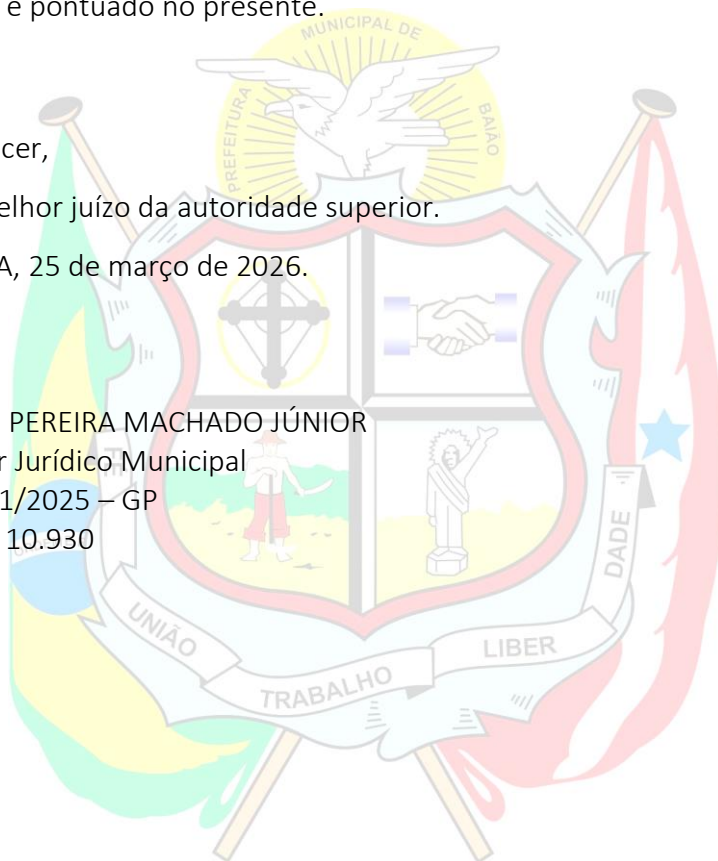 e pontuado no presente.
MUNICIPAL DE
PREFEITURA
BAIÃO
cer,
elhor juízo da autoridade superior.
A, 25 de março de 2026.
PEREIRA MACHADO JÚNIOR
r Jurídico Municipal
1/2025 – GP
10.930
FÉ
DADE
UNIÃO
LIBER
TRABALHO